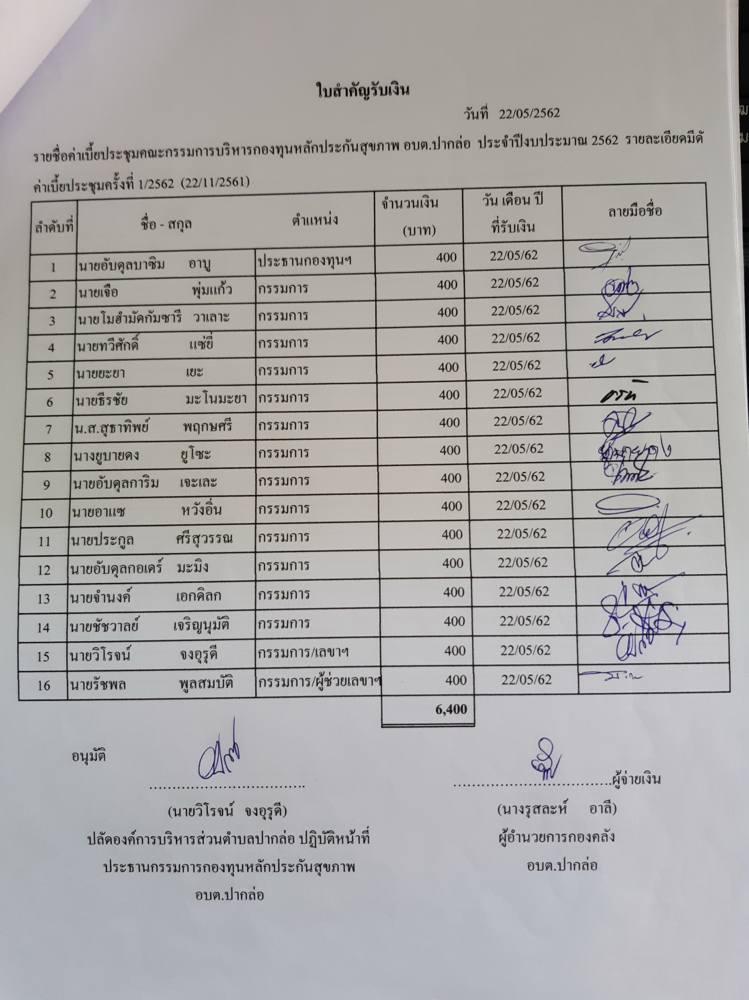 ใบสำคัญรับเงิน
วันที่ 22/05/2562
รายชื่อค่าเบี้ยประชุมคณะกรรมการบริหารกองทุนหลักประกันสุขภาพ อบต.ปากล่อ ประจำปีงบประมาณ 2562 รายละเอียดมีดั
ค่าเบี้ยประชุมครั้งที่ 1/2562 (22/11/2561)
ลำดับที่ ชื่อ - สกุล ตำแหน่ง จำนวนเงิน (บาท) วัน เดือน ปี ที่รับเงิน ลายมือชื่อ
1 นายอับดุลบาซิม อาบู ประธานกองทุนฯ 400 22/05/62
2 นายเจือ พุ่มแก้ว กรรมการ 400 22/05/62
3 นายโมฮำมัดกัมซารี วาเลาะ กรรมการ 400 22/05/62
4 นายทวีศักดิ์ แซ่ยี่ กรรมการ 400 22/05/62
5 นายยะยา เยะ กรรมการ 400 22/05/62
6 นายธีรชัย มะโนมะยา กรรมการ 400 22/05/62
7 น.ส.สุธาทิพย์ พฤกษศรี กรรมการ 400 22/05/62
8 นางยูบายดง ยูโซะ กรรมการ 400 22/05/62
9 นายอับดุลการิม เจะเละ กรรมการ 400 22/05/62
10 นายอาแซ หวังอิ่น กรรมการ 400 22/05/62
11 นายประกูล ศรีสุวรรณ กรรมการ 400 22/05/62
12 นายอับดุลกอเดร์ มะมิง กรรมการ 400 22/05/62
13 นายจำนงค์ เอกดิลก กรรมการ 400 22/05/62
14 นายชัชวาลย์ เจริญนุมัติ กรรมการ 400 22/05/62
15 นายวิโรจน์ จงอุรุดี กรรมการ/เลขาฯ 400 22/05/62
16 นายรัชพล พูลสมบัติ กรรมการ/ผู้ช่วยเลขาฯ 400 22/05/62
6,400
อนุมัติ
ผู้จ่ายเงิน
(นายวิโรจน์ จงอุรุดี) (นางรุสละห์ อาลี)
ปลัดองค์การบริหารส่วนตำบลปากล่อ ปฏิบัติหน้าที่ ผู้อำนวยการกองคลัง
ประธานกรรมการกองทุนหลักประกันสุขภาพ อบต.ปากล่อ
อบต.ปากล่อ